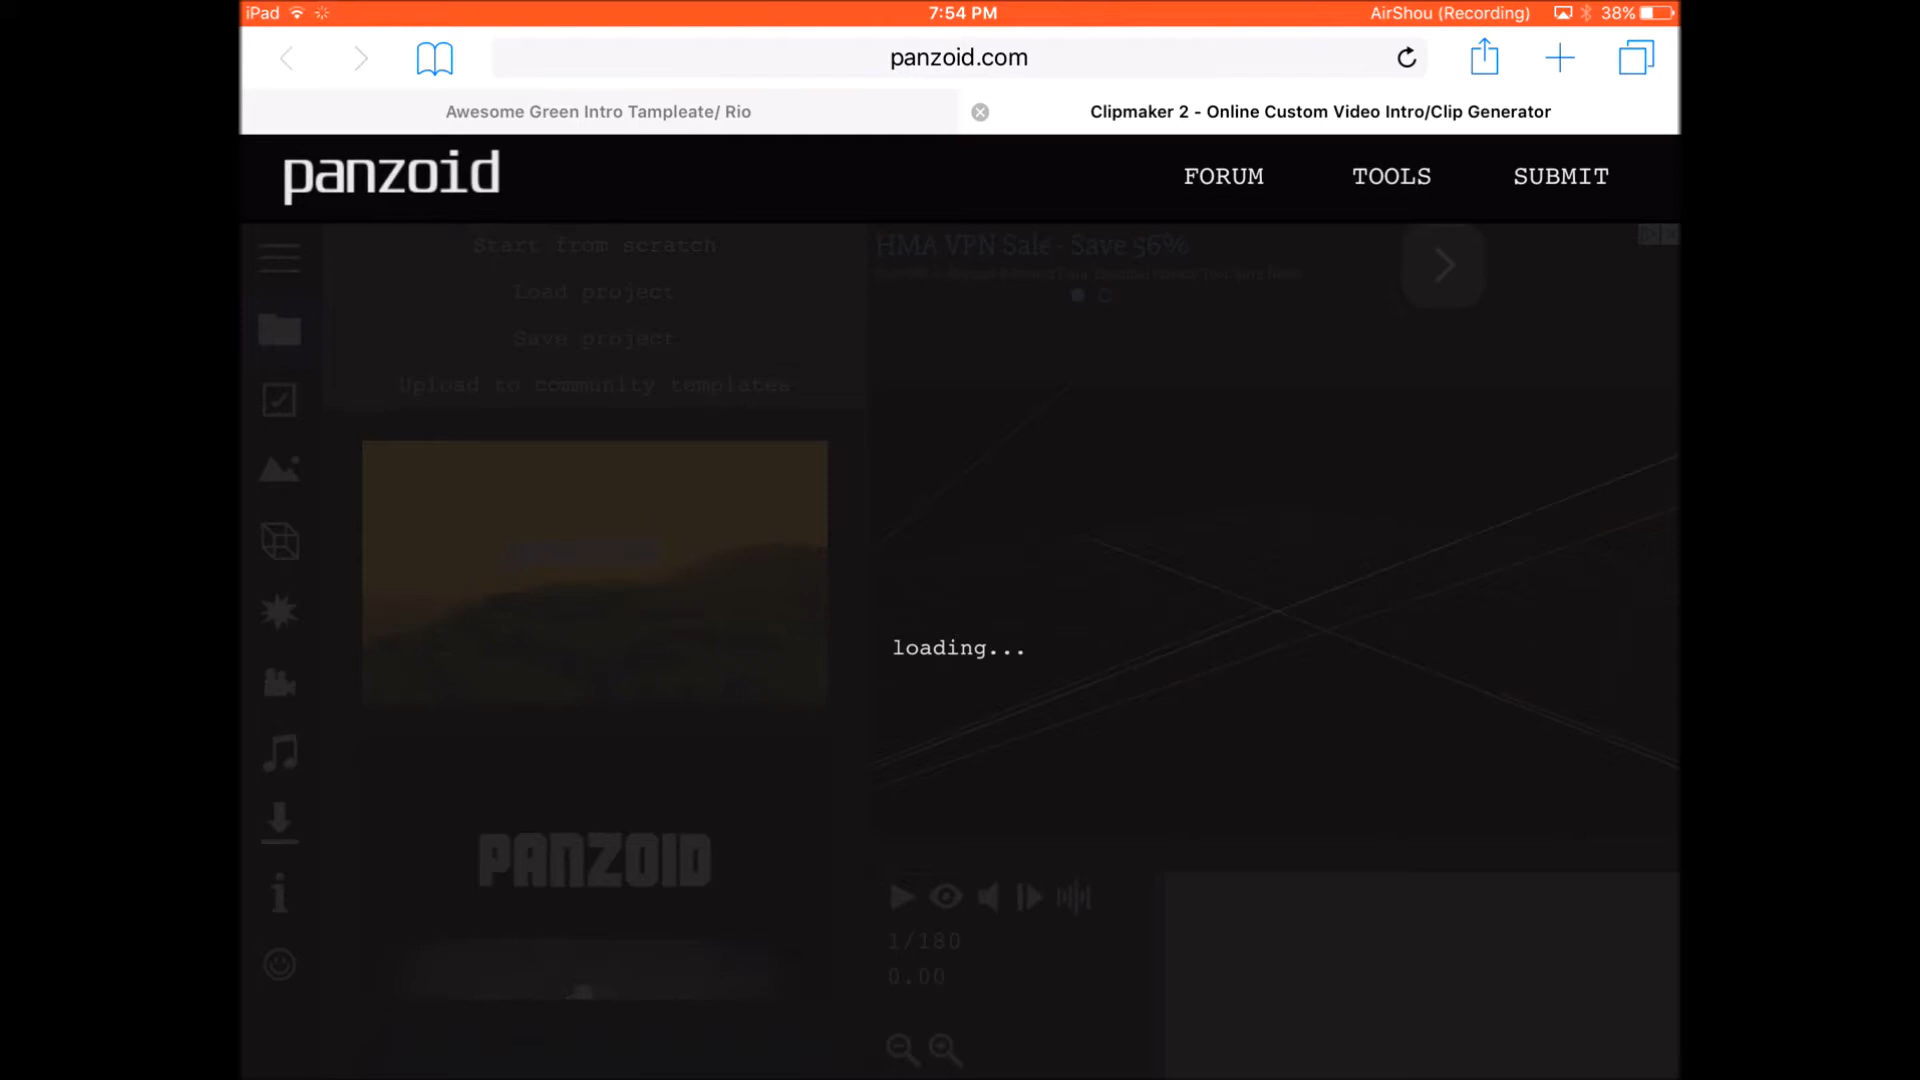 iPad
7:54 PM
AirShou (Recording)
38%
panzoid.com
Awesome Green Intro Tampleate/ Rio
Clipmaker 2 - Online Custom Video Intro/Clip Generator
panzoid
FORUM
TOOLS
SUBMIT
Start from scratch
Load project
Save project
Upload to community templates
HMA VPN Sale - Save 56%
loading...
PANZOID
1/180
0.00